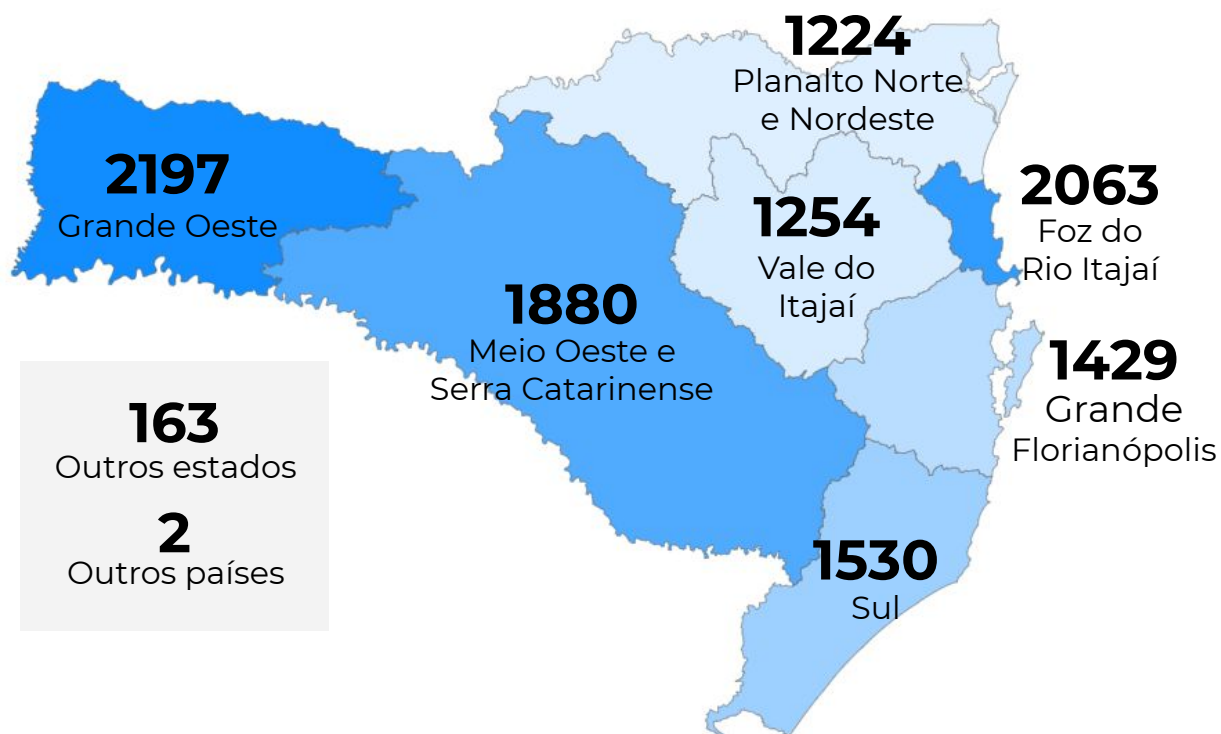 1224
Planalto Norte
e Nordeste
2197
Grande Oeste
2063
Foz do
Rio Itajaí
1254
Vale do
Itajaí
1880
Meio Oeste e
Serra Catarinense
1429
Grande
Florianópolis
163
Outros estados
2
Outros países
1530
Sul